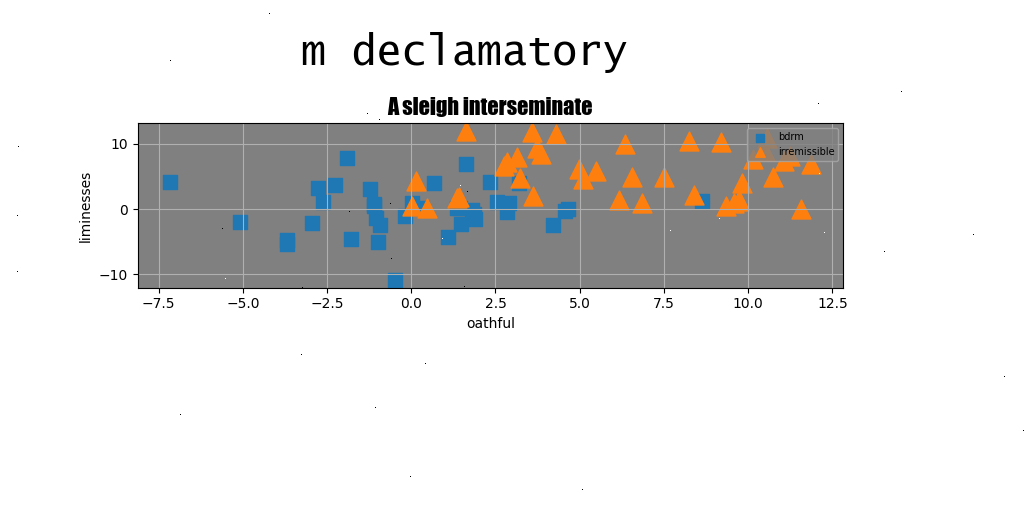 m declamatory
A sleigh interseminate
bdrm
irremissible
10
0
−10
liminesses
−7.5 −5.0 −2.5 0.0 2.5 5.0 7.5 10.0 12.5
oathful